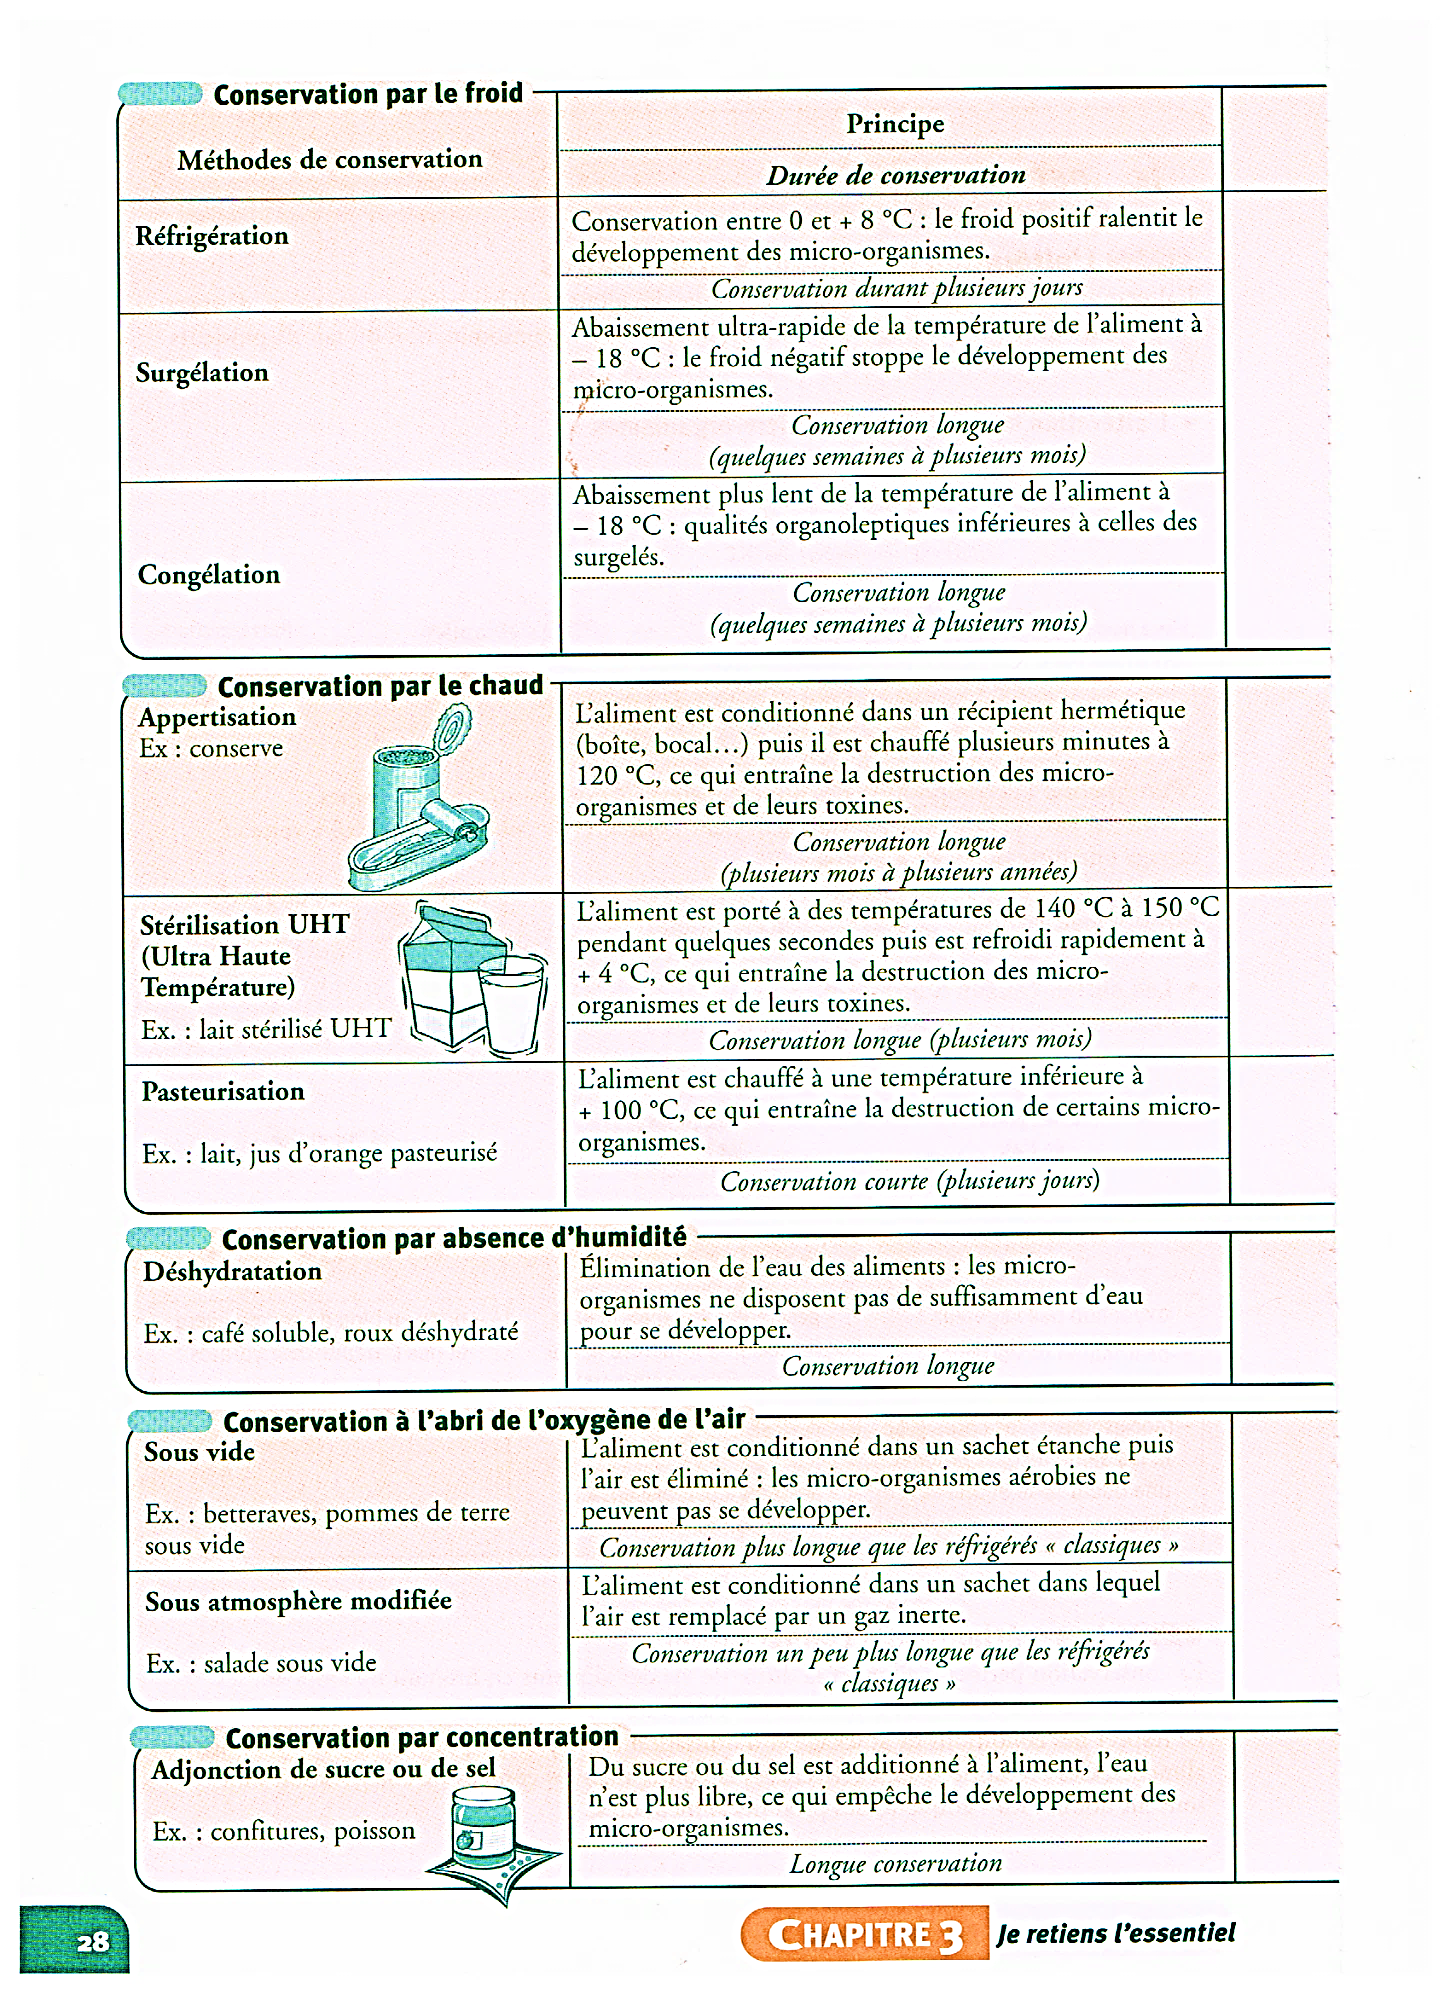 Conservation par le froid
Méthodes de conservation
Principe
Durée de conservation
Réfrigération
Conservation entre 0 et + 8 °C : le froid positif ralentit le
développement des micro-organismes.
Conservation durant plusieurs jours
Surgélation
Abaissement ultra-rapide de la température de l'aliment à
– 18 °C : le froid négatif stoppe le développement des
micro-organismes.
Conservation longue
(quelques semaines à plusieurs mois)
Congélation
Abaissement plus lent de la température de l'aliment à
– 18 °C : qualités organoleptiques inférieures à celles des
surgelés.
Conservation longue
(quelques semaines à plusieurs mois)
Conservation par le chaud
Appertisation
Ex : conserve
L'aliment est conditionné dans un récipient hermétique
(boîte, bocal...) puis il est chauffé plusieurs minutes à
120 °C, ce qui entraîne la destruction des micro-
organismes et de leurs toxines.
Conservation longue
(plusieurs mois à plusieurs années)
Stérilisation UHT
(Ultra Haute
Température)
Ex. : lait stérilisé UHT
L'aliment est porté à des températures de 140 °C à 150 °C
pendant quelques secondes puis est refroidi rapidement à
+ 4 °C, ce qui entraîne la destruction des micro-
organismes et de leurs toxines.
Conservation longue (plusieurs mois)
Pasteurisation
Ex. : lait, jus d'orange pasteurisé
L'aliment est chauffé à une température inférieure à
+ 100 °C, ce qui entraîne la destruction de certains micro-
organismes.
Conservation courte (plusieurs jours)
Conservation par absence d'humidité
Déshydratation
Ex. : café soluble, roux déshydraté
Élimination de l'eau des aliments : les micro-
organismes ne disposent pas de suffisamment d'eau
pour se développer.
Conservation longue
Conservation à l'abri de l'oxygène de l'air
Sous vide
Ex. : betteraves, pommes de terre
sous vide
L'aliment est conditionné dans un sachet étanche puis
l'air est éliminé : les micro-organismes aérobies ne
peuvent pas se développer.
Conservation plus longue que les réfrigérés « classiques »
Sous atmosphère modifiée
Ex. : salade sous vide
L'aliment est conditionné dans un sachet dans lequel
l'air est remplacé par un gaz inerte.
Conservation un peu plus longue que les réfrigérés
« classiques »
Conservation par concentration
Adjonction de sucre ou de sel
Ex. : confitures, poisson
Du sucre ou du sel est additionné à l'aliment, l'eau
n'est plus libre, ce qui empêche le développement des
micro-organismes.
Longue conservation
28
CHAPITRE 3 Je retiens l'essentiel